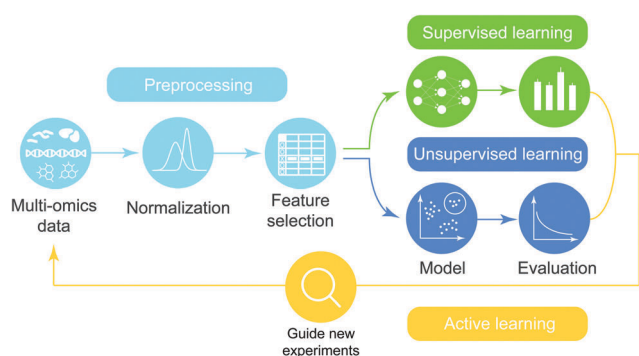 Supervised learning
Preprocessing
Unsupervised learning
Multi-omics
data
Normalization
Feature
selection
Model
Evaluation
Guide new
experiments
Active learning